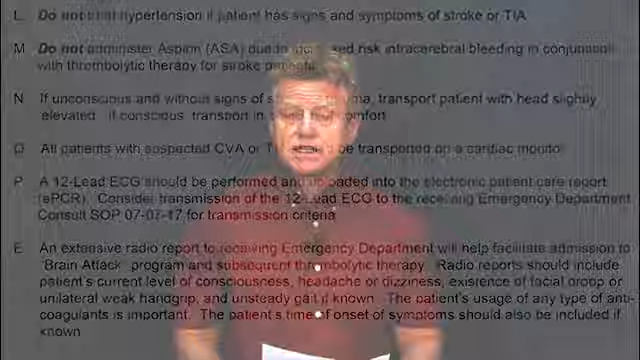 L. Do not treat hypertension if patient has signs and symptoms of stroke or TIA
M Do not administer Aspirin (ASA) due to increased risk intracerebral bleeding in conjunction
with thrombolytic therapy for stroke patients
N If unconscious and without signs of trauma, transport patient with head slightly
elevated. If conscious transport in comfort
O All patients with suspected CVA or be transported on a cardiac monitor
P A 12-Lead ECG should be performed and uploaded into the electronic patient care report
(ePCR). Consider transmission of the 12-Lead ECG to the receiving Emergency Department
Consult SOP 07-07-17 for transmission criteria
E An extensive radio report to receiving Emergency Department will help facilitate admission to
"Brain Attack" program and subsequent thrombolytic therapy. Radio reports should include
patient's current level of consciousness, headache or dizziness, existence of facial droop or
unilateral weak handgrip, and unsteady gait if known. The patient's usage of any type of anti-
coagulants is important. The patient's time of onset of symptoms should also be included if
known